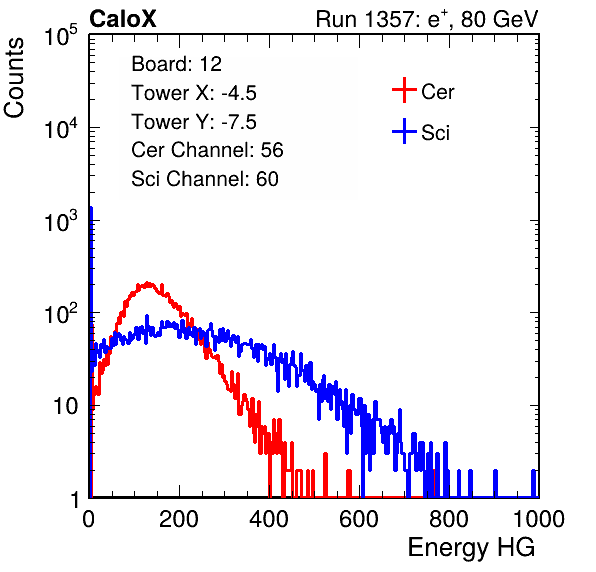 CaloX Run 1357: e⁺, 80 GeV
Counts
10⁵
10⁴
10³
10²
10
1
Board: 12
Tower X: -4.5
Tower Y: -7.5
Cer Channel: 56
Sci Channel: 60
Cer
Sci
0 200 400 600 800 1000
Energy HG